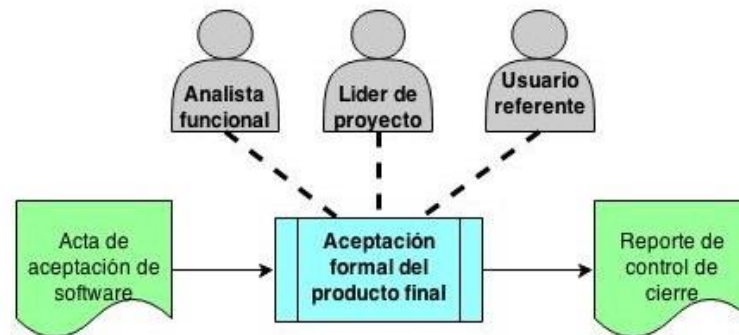 Analista
funcional
Lider de
proyecto
Usuario
referente
Acta de
aceptación de
software
Aceptación
formal del
producto final
Reporte de
control de
cierre